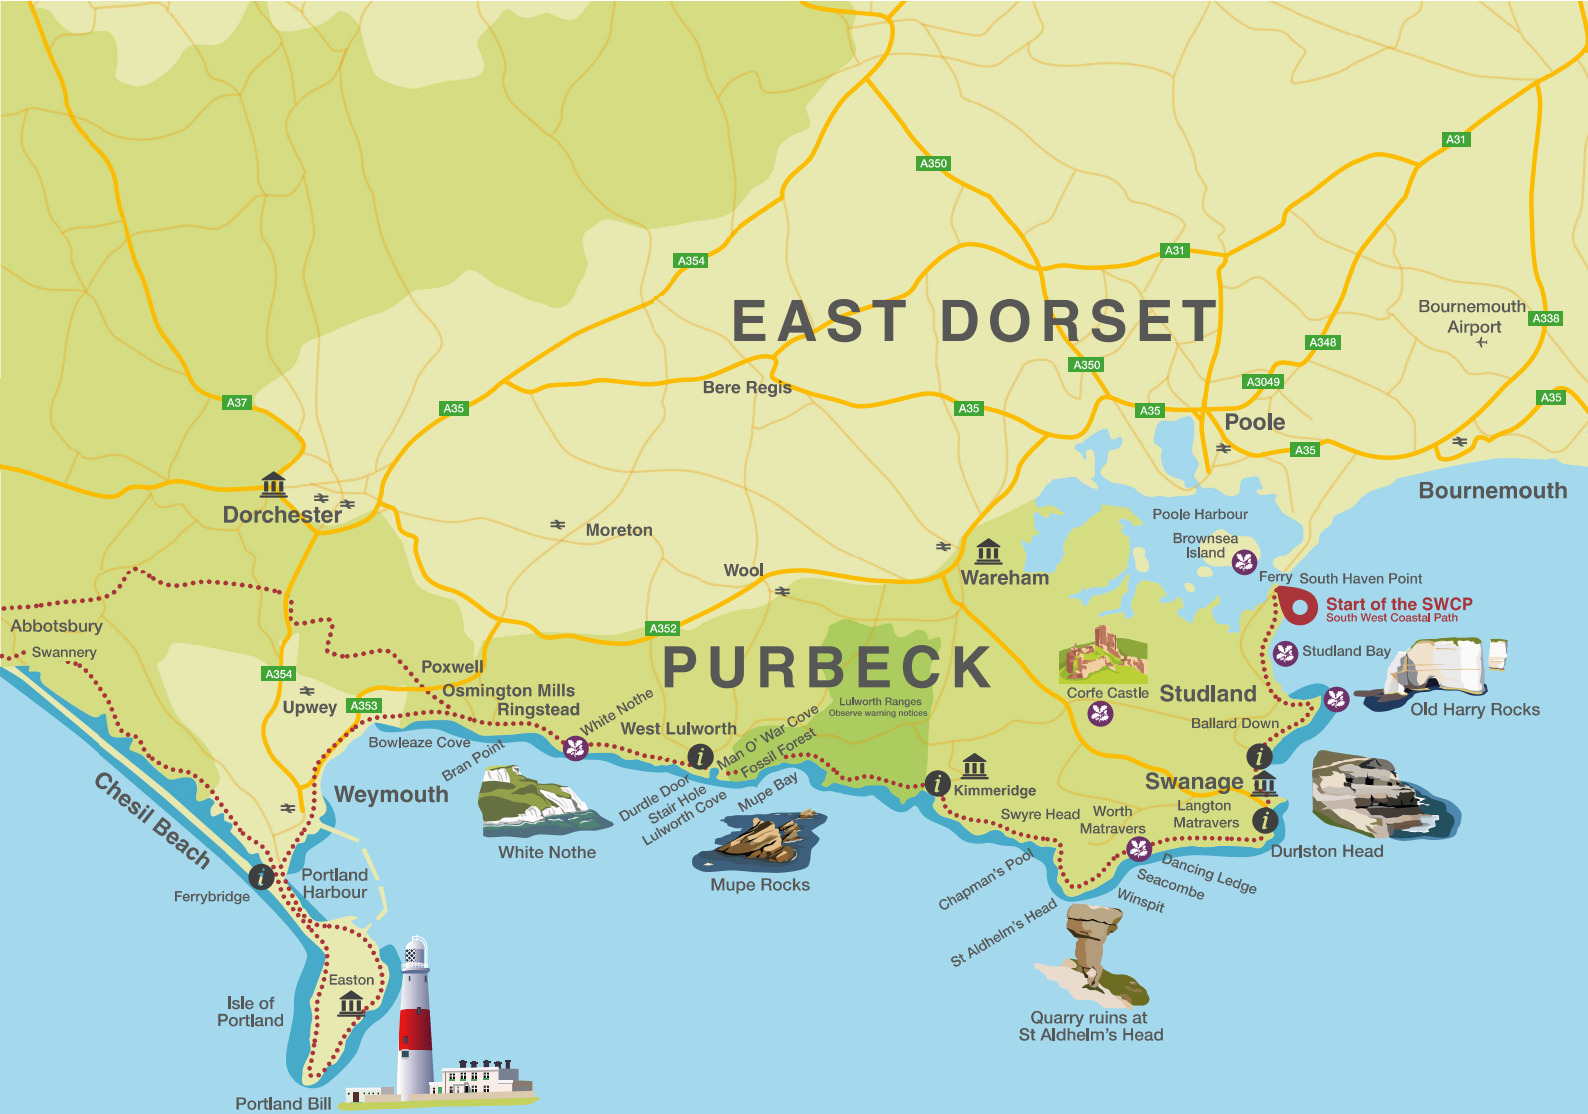 A31
A350
A31
A354
EAST DORSET
Bournemouth
Airport
A338
A348
A350
A3049
Bere Regis
A37
A35
A35
A35
A35
Poole
A35
Bournemouth
Dorchester
Poole Harbour
Moreton
Brownsea
Island
Wool
Wareham
Ferry
South Haven Point
Start of the SWCP
South West Coastal Path
Abbotsbury
Swannery
A352
Studland Bay
PURBECK
Poxwell
A354
Upwey
A353
Osmington Mills
Ringstead
White Nothe
Corfe Castle
Studland
Lulworth Ranges
Observe warning notices
Old Harry Rocks
Ballard Down
West Lulworth
Bowleaze Cove
Bran Point
Man O' War Cove
Fossil Forest
Durdle Door
Stair Hole
Lulworth Cove
Mupe Bay
Kimmeridge
Swanage
Langton
Matravers
Worth
Matravers
Swyre Head
Weymouth
Chesil Beach
White Nothe
Mupe Rocks
Durlston Head
Chapman's Pool
Dancing Ledge
Seacombe
Winspit
St Aldhelm's Head
Portland
Harbour
Ferrybridge
Easton
Isle of
Portland
Quarry ruins at
St Aldhelm's Head
Portland Bill